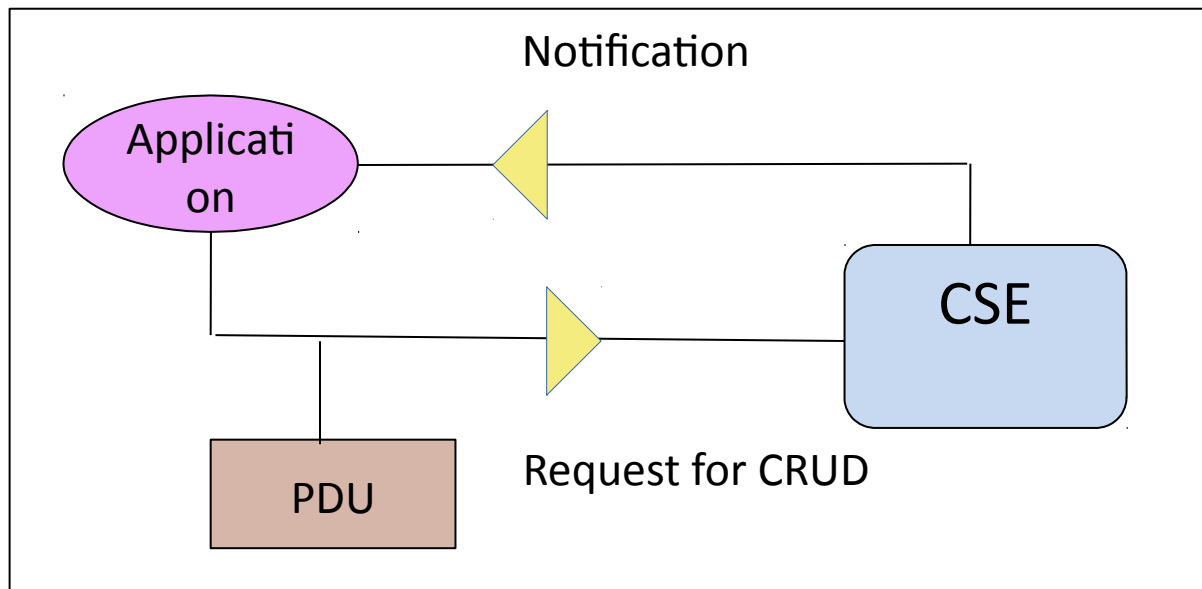 Notification
Applicati
on
CSE
Request for CRUD
PDU